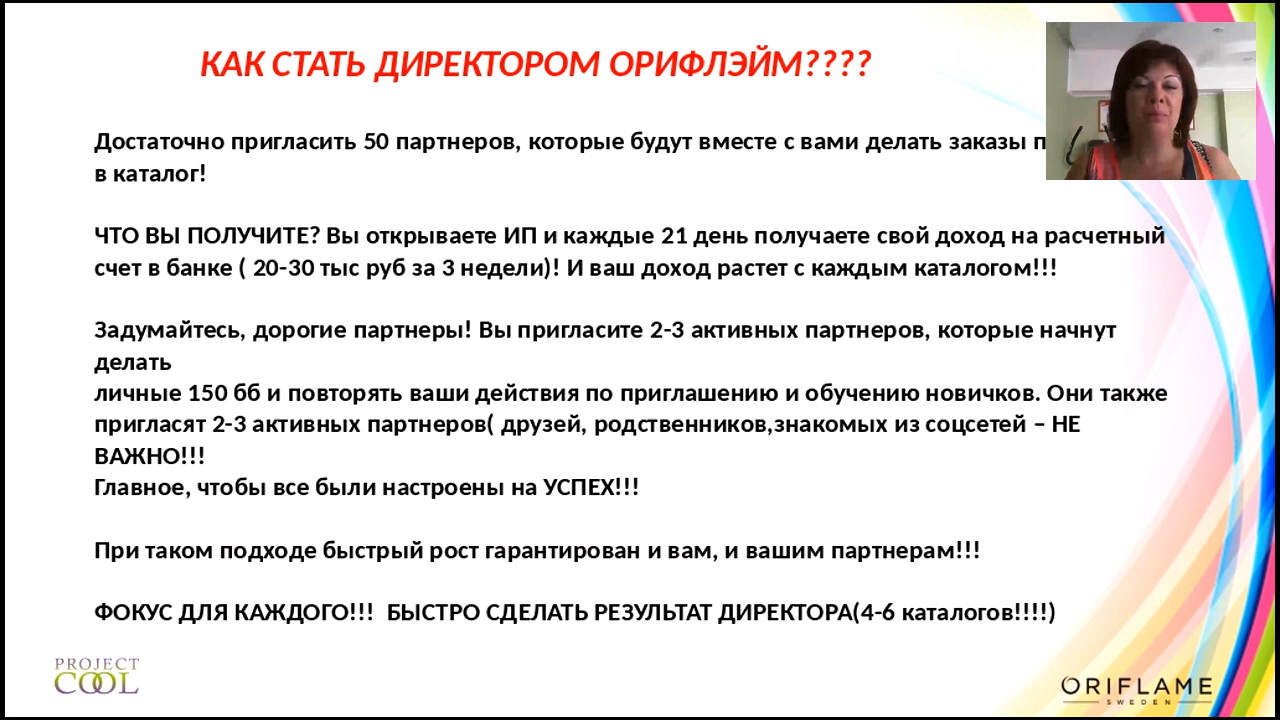 КАК СТАТЬ ДИРЕКТОРОМ ОРИФЛЭЙМ????
Достаточно пригласить 50 партнеров, которые будут вместе с вами делать заказы
в каталог!
ЧТО ВЫ ПОЛУЧИТЕ? Вы открываете ИП и каждые 21 день получаете свой доход на расчетный
счет в банке ( 20-30 тыс руб за 3 недели)! И ваш доход растет с каждым каталогом!!!
Задумайтесь, дорогие партнеры! Вы пригласите 2-3 активных партнеров, которые начнут
делать
личные 150 бб и повторять ваши действия по приглашению и обучению новичков. Они также
пригласят 2-3 активных партнеров( друзей, родственников,знакомых из соцсетей – НЕ
ВАЖНО!!!
Главное, чтобы все были настроены на УСПЕХ!!!
При таком подходе быстрый рост гарантирован и вам, и вашим партнерам!!!
ФОКУС ДЛЯ КАЖДОГО!!! БЫСТРО СДЕЛАТЬ РЕЗУЛЬТАТ ДИРЕКТОРА(4-6 каталогов!!!!)
PROJECT
COOL
ORIFLAME
SWEDEN